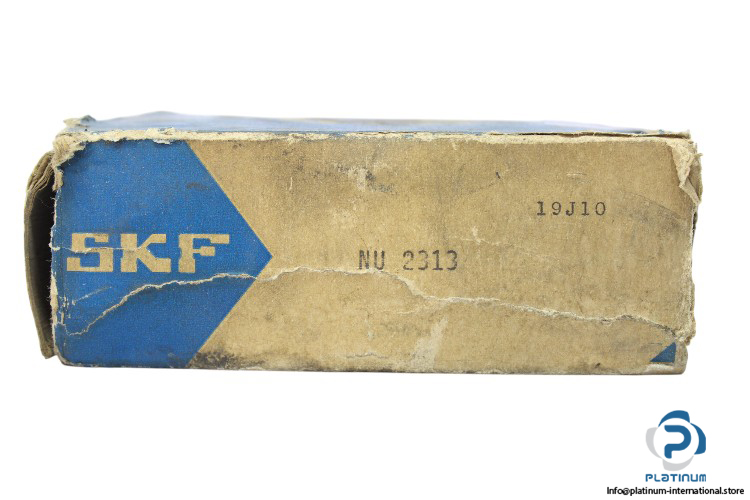 19J10
SKF
NU 2313
PLATINUM
Info@platinum-international.store